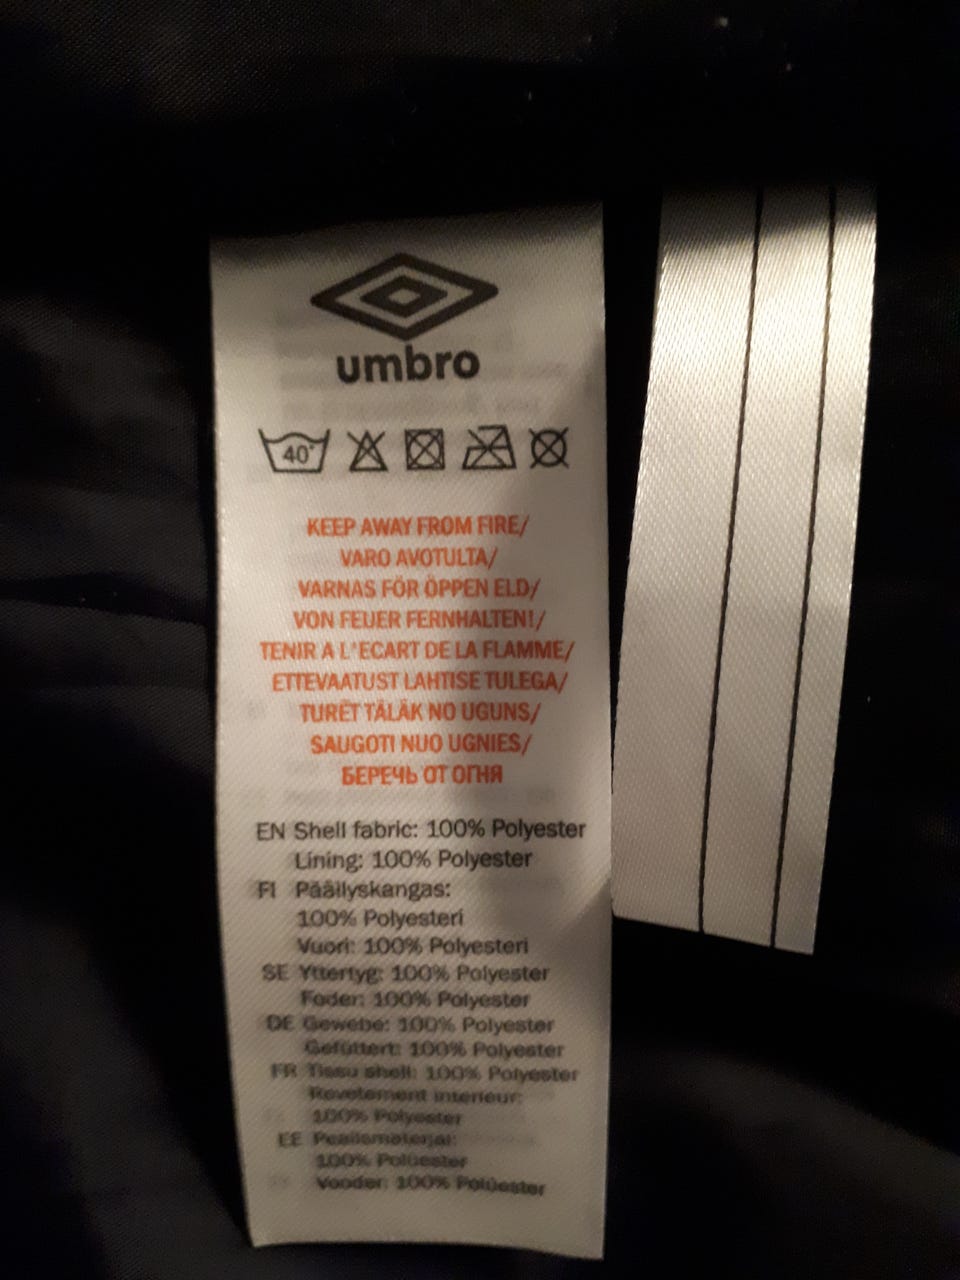 umbro
40°
KEEP AWAY FROM FIRE/
VARO AVOTULTA/
VARNAS FÖR ÖPPEN ELD/
VON FEUER FERNHALTEN!/
TENIR A L'ECART DE LA FLAMME/
ETTEVAATUST LAHTISE TULEGA/
TURĒT TĀLĀK NO UGUNS/
SAUGOTI NUO UGNIES/
БЕРЕЧЬ ОТ ОГНЯ
EN Shell fabric: 100% Polyester
Lining: 100% Polyester
FI Päällyskangas:
100% Polyesteri
Vuori: 100% Polyesteri
SE Yttertyg: 100% Polyester
Foder: 100% Polyester
DE Gewebe: 100% Polyester
Gefüttert: 100% Polyester
FR Tissu shell: 100% Polyester
Revetement interieur:
100% Polyester
EE Pealismaterjal:
100% Polüester
Vooder: 100% Polüester